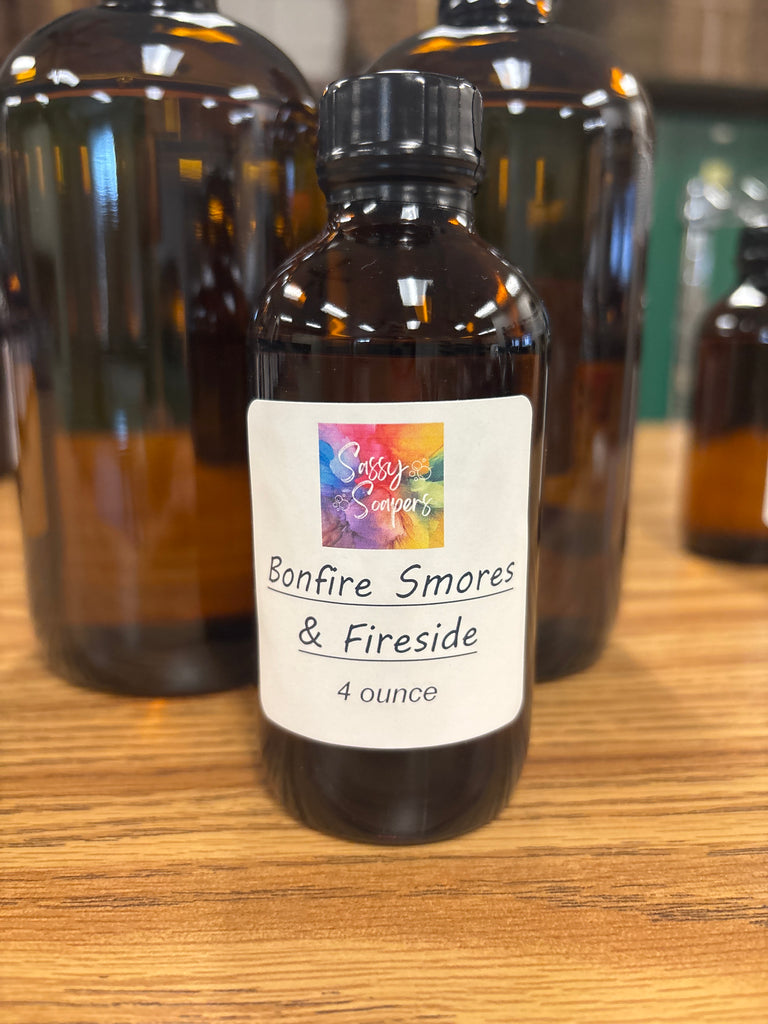 Sassy
Soapers
Bonfire Smores
& Fireside
4 ounce